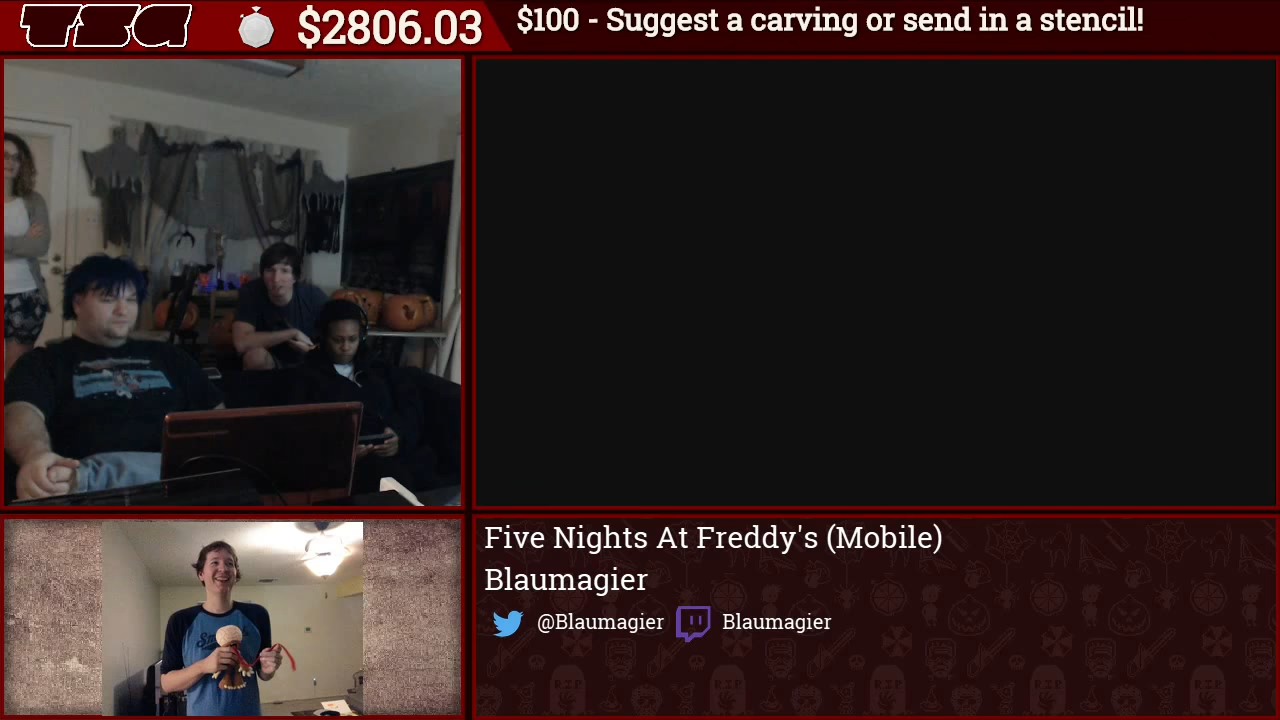 TSG
$2806.03
$100 - Suggest a carving or send in a stencil!
Five Nights At Freddy's (Mobile)
Blaumagier
@Blaumagier
Blaumagier
R.I.P
R.I.P
R.I.P
R.I.P